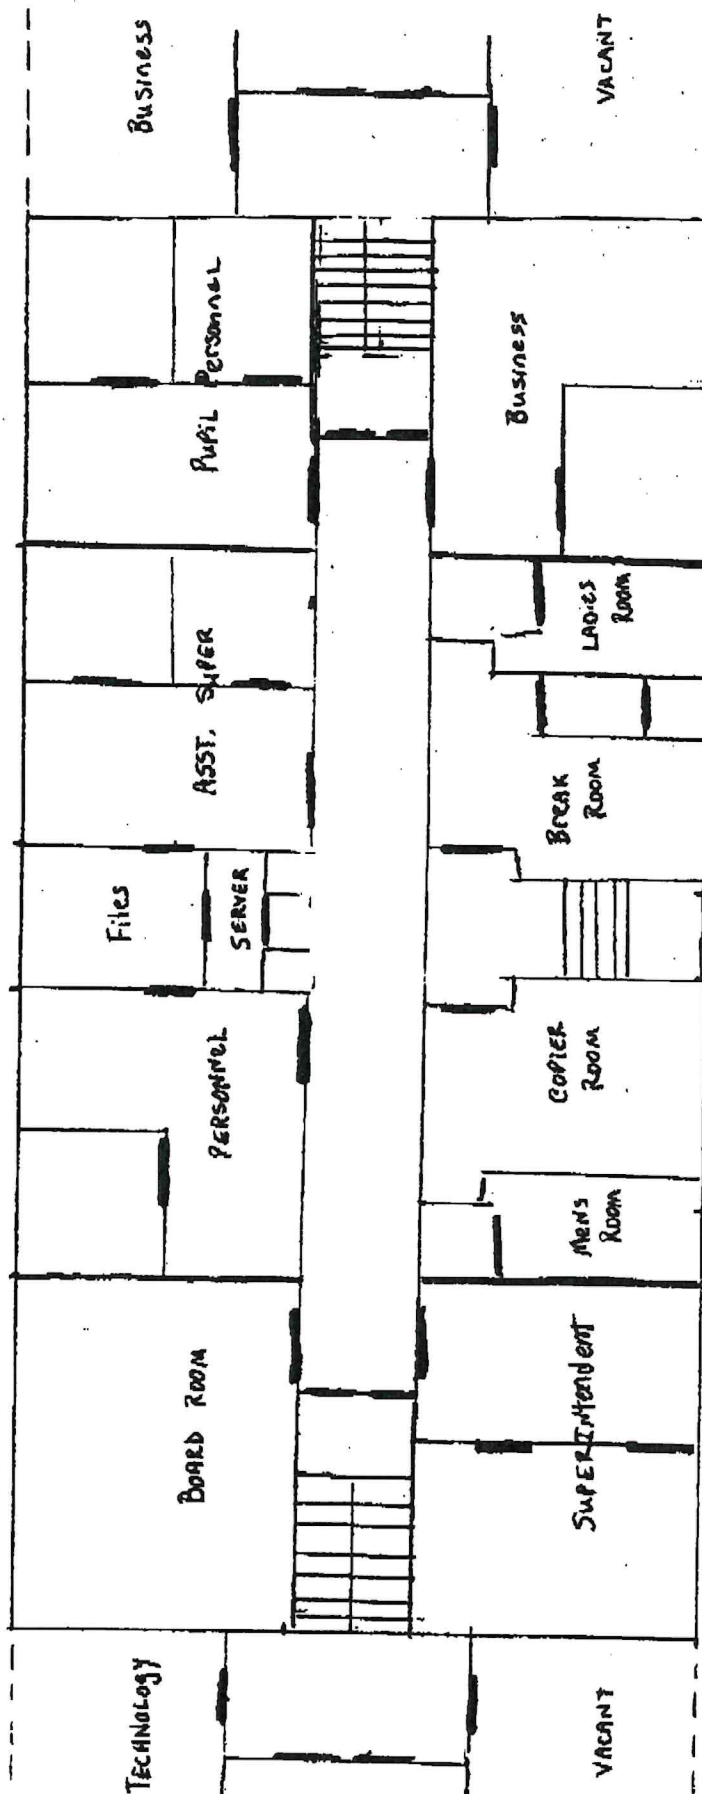 TECHNOLOGY
BOARD ROOM
PERSONNEL
Files
SERVER
ASST. SUPER
PUPIL Personnel
Business
VACANT
SUPERINtendent
MeN's
ROOM
COPIER
ROOM
BrEAK
ROOM
LADiES
ROOM
Business
VACANT